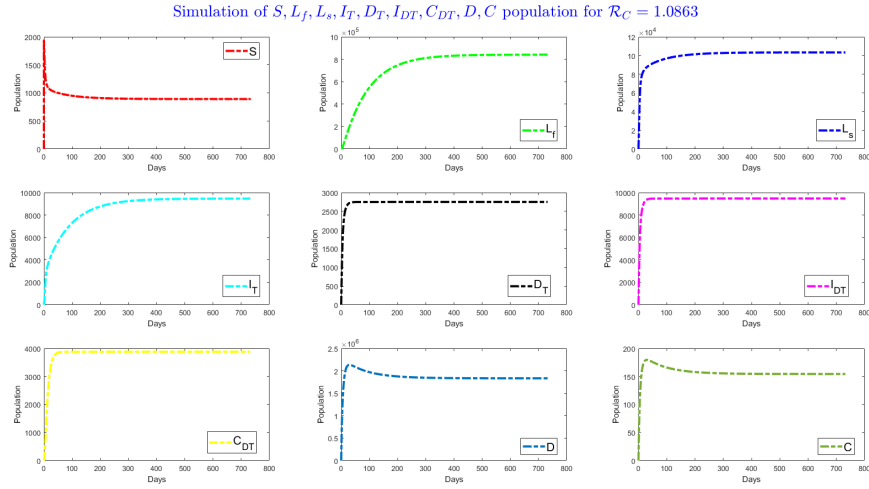 Simulation of S, L_f, L_s, I_T, D_T, I_DT, C_DT, D, C population for R_C = 1.0863
2000
1500
1000
500
0
Population
S
0 100 200 300 400 500 600 700 800
Days
×10^5
10
8
6
4
2
0
Population
L_f
0 100 200 300 400 500 600 700 800
Days
×10^4
12
10
8
6
4
2
0
Population
L_s
0 100 200 300 400 500 600 700 800
Days
10000
8000
6000
4000
2000
0
Population
I_T
0 100 200 300 400 500 600 700 800
Days
3000
2500
2000
1500
1000
500
0
Population
D_T
0 100 200 300 400 500 600 700 800
Days
10000
8000
6000
4000
2000
0
Population
I_DT
0 100 200 300 400 500 600 700 800
Days
4000
3000
2000
1000
0
Population
C_DT
0 100 200 300 400 500 600 700 800
Days
×10^6
2.5
2
1.5
1
0.5
0
Population
D
0 100 200 300 400 500 600 700 800
Days
200
150
100
50
0
Population
C
0 100 200 300 400 500 600 700 800
Days